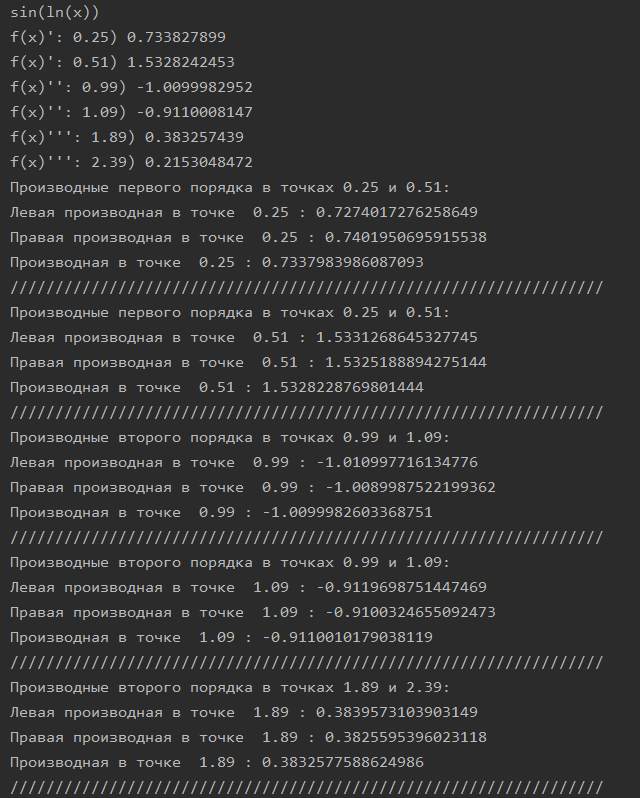 sin(ln(x))
f(x)': 0.25) 0.733827899
f(x)': 0.51) 1.5328242453
f(x)'': 0.99) -1.0099982952
f(x)'': 1.09) -0.9110008147
f(x)''': 1.89) 0.383257439
f(x)''': 2.39) 0.2153048472
Производные первого порядка в точках 0.25 и 0.51:
Левая производная в точке  0.25 : 0.7274017276258649
Правая производная в точке  0.25 : 0.7401950695915538
Производная в точке  0.25 : 0.7337983986087093
//////////////////////////////////////////////////////////////////
Производные первого порядка в точках 0.25 и 0.51:
Левая производная в точке  0.51 : 1.5331268645327745
Правая производная в точке  0.51 : 1.5325188894275144
Производная в точке  0.51 : 1.5328228769801444
//////////////////////////////////////////////////////////////////
Производные второго порядка в точках 0.99 и 1.09:
Левая производная в точке  0.99 : -1.010997716134776
Правая производная в точке  0.99 : -1.0089987522199362
Производная в точке  0.99 : -1.0099982603368751
//////////////////////////////////////////////////////////////////
Производные второго порядка в точках 0.99 и 1.09:
Левая производная в точке  1.09 : -0.9119698751447469
Правая производная в точке  1.09 : -0.9100324655092473
Производная в точке  1.09 : -0.9110010179038119
//////////////////////////////////////////////////////////////////
Производные второго порядка в точках 1.89 и 2.39:
Левая производная в точке  1.89 : 0.3839573103903149
Правая производная в точке  1.89 : 0.3825595396023118
Производная в точке  1.89 : 0.3832577588624986
//////////////////////////////////////////////////////////////////